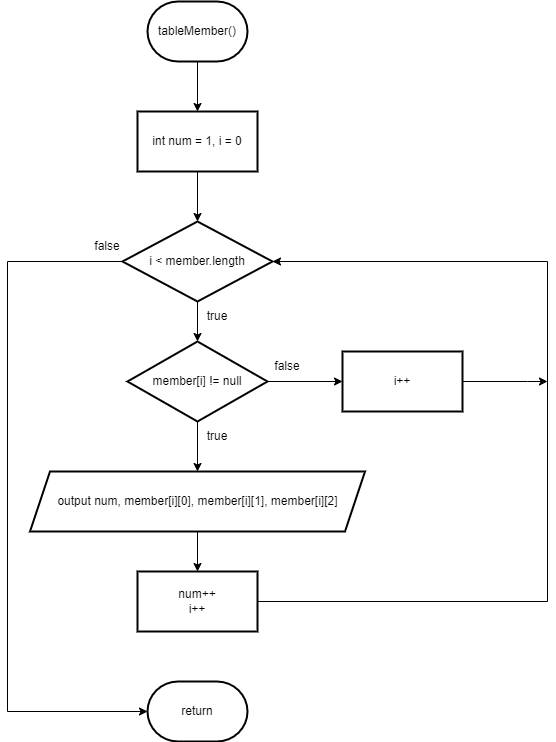 tableMember()
int num = 1, i = 0
false
i < member.length
true
member[i] != null
false
i++
true
output num, member[i][0], member[i][1], member[i][2]
num++
i++
return